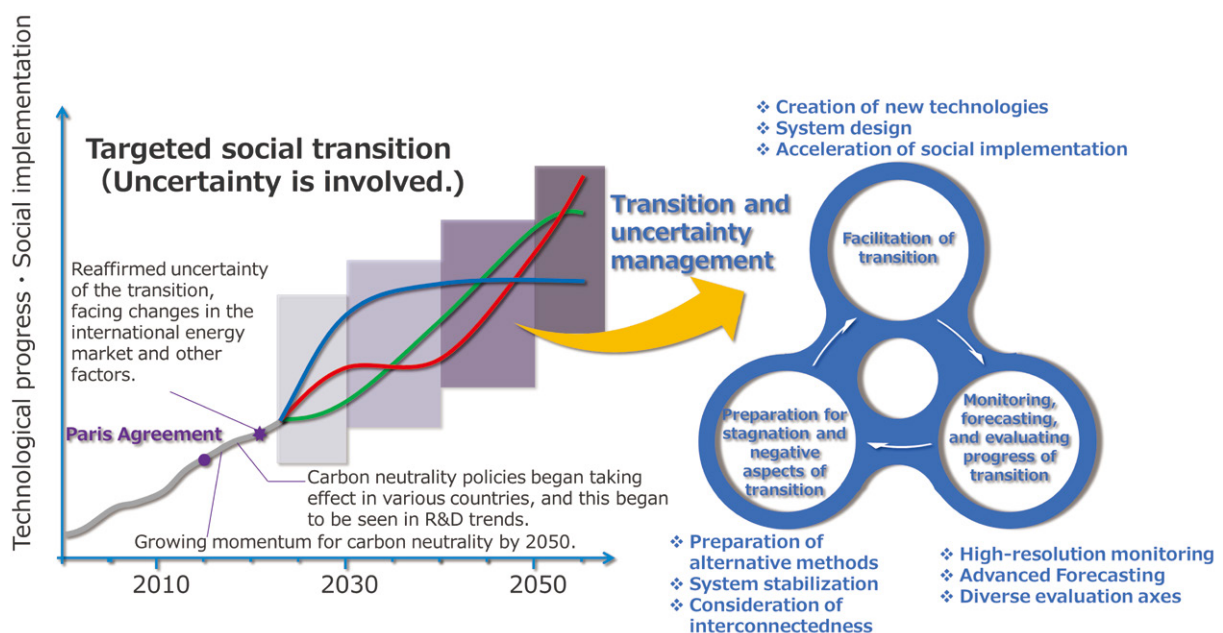 Technological progress・Social implementation
Targeted social transition
(Uncertainty is involved.)
Reaffirmed uncertainty
of the transition,
facing changes in the
international energy
market and other
factors.
Paris Agreement
Carbon neutrality policies began taking
effect in various countries, and this began
to be seen in R&D trends.
Growing momentum for carbon neutrality by 2050.
2010
2030
2050
Transition and
uncertainty
management
❖ Creation of new technologies
❖ System design
❖ Acceleration of social implementation
Facilitation of
transition
Monitoring,
forecasting,
and evaluating
progress of
transition
Preparation for
stagnation and
negative
aspects of
transition
❖ Preparation of
alternative methods
❖ System stabilization
❖ Consideration of
interconnectedness
❖ High-resolution monitoring
❖ Advanced Forecasting
❖ Diverse evaluation axes